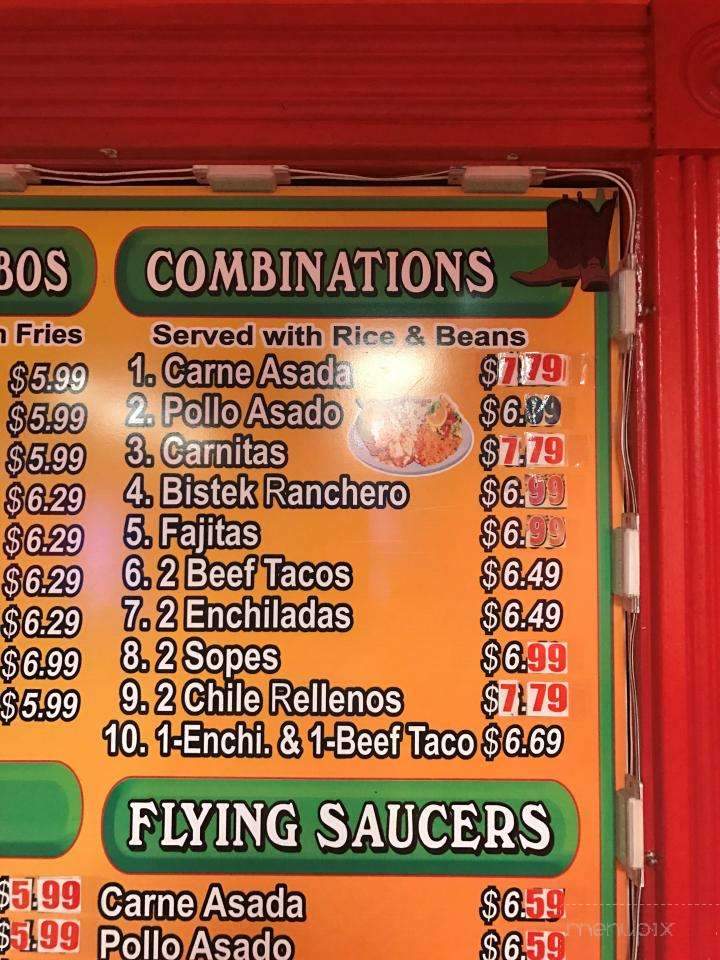 BOS
n Fries
$5.99
$5.99
$5.99
$6.29
$6.29
$6.29
$6.29
$6.99
$5.99
$5.99
$5.99
COMBINATIONS
Served with Rice & Beans
1. Carne Asada $7.79
2. Pollo Asado $6.99
3. Carnitas $7.79
4. Bistek Ranchero $6.99
5. Fajitas $6.99
6. 2 Beef Tacos $6.49
7. 2 Enchiladas $6.49
8. 2 Sopes $6.99
9. 2 Chile Rellenos $7.79
10. 1-Enchi. & 1-Beef Taco $6.69
FLYING SAUCERS
Carne Asada $6.59
Pollo Asado $6.59
menupix